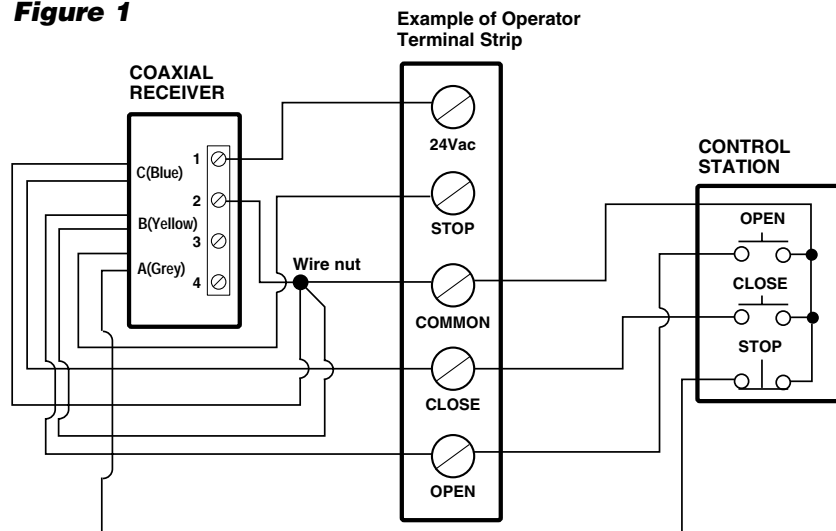 Figure 1
Example of Operator
Terminal Strip
COAXIAL
RECEIVER
1
C(Blue)
2
B(Yellow)
3
A(Grey)
4
Wire nut
24Vac
STOP
COMMON
CLOSE
OPEN
CONTROL
STATION
OPEN
CLOSE
STOP